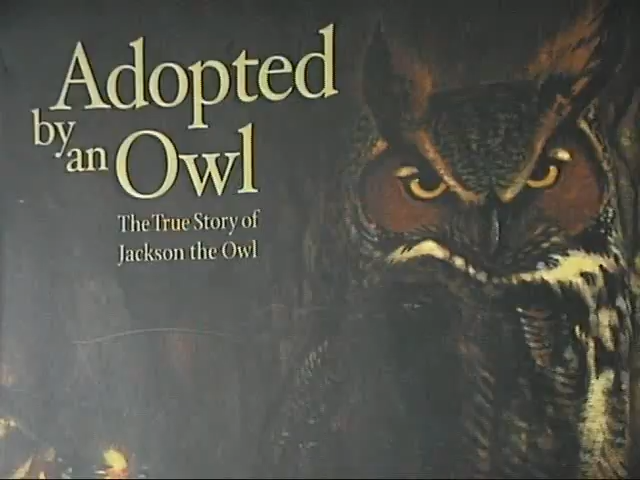 Adopted
by
an Owl
The True Story of
Jackson the Owl